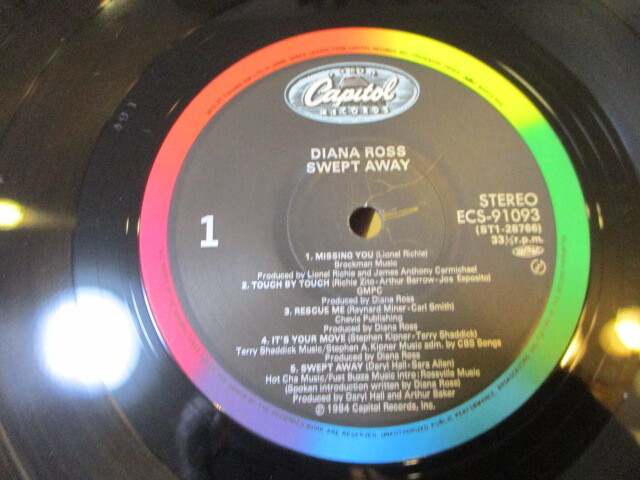 Capitol
RECORDS
DIANA ROSS
SWEPT AWAY
1
STEREO
ECS-91093
(ST1-28766)
33⅓r.p.m.
1. MISSING YOU (Lionel Richie)
Brockman Music
Produced by Lionel Richie and James Anthony Carmichael
2. TOUCH BY TOUCH (Richie Zito-Arthur Barrow-Joe Esposito)
GMPC
Produced by Diana Ross
3. RESCUE ME (Raynard Miner-Carl Smith)
Chevis Publishing
Produced by Diana Ross
4. IT'S YOUR MOVE (Stephen Kipner-Terry Shaddick)
Terry Shaddick Music/Stephen A. Kipner Music adm. by CBS Songs
Produced by Diana Ross
5. SWEPT AWAY (Daryl Hall-Sara Allen)
Hot Cha Music/Fust Buzza Music Intro: Rossville Music
(Spoken introduction written by Diana Ross)
Produced by Daryl Hall and Arthur Baker
Ⓟ 1984 Capitol Records, Inc.